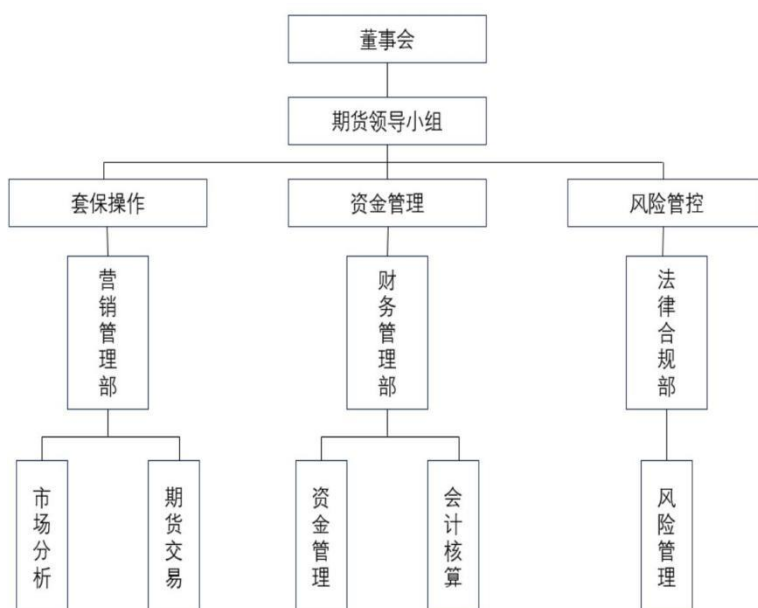 董事会
期货领导小组
套保操作
资金管理
风险管控
营销管理部
财务管理部
法律合规部
市场分析
期货交易
资金管理
会计核算
风险管理